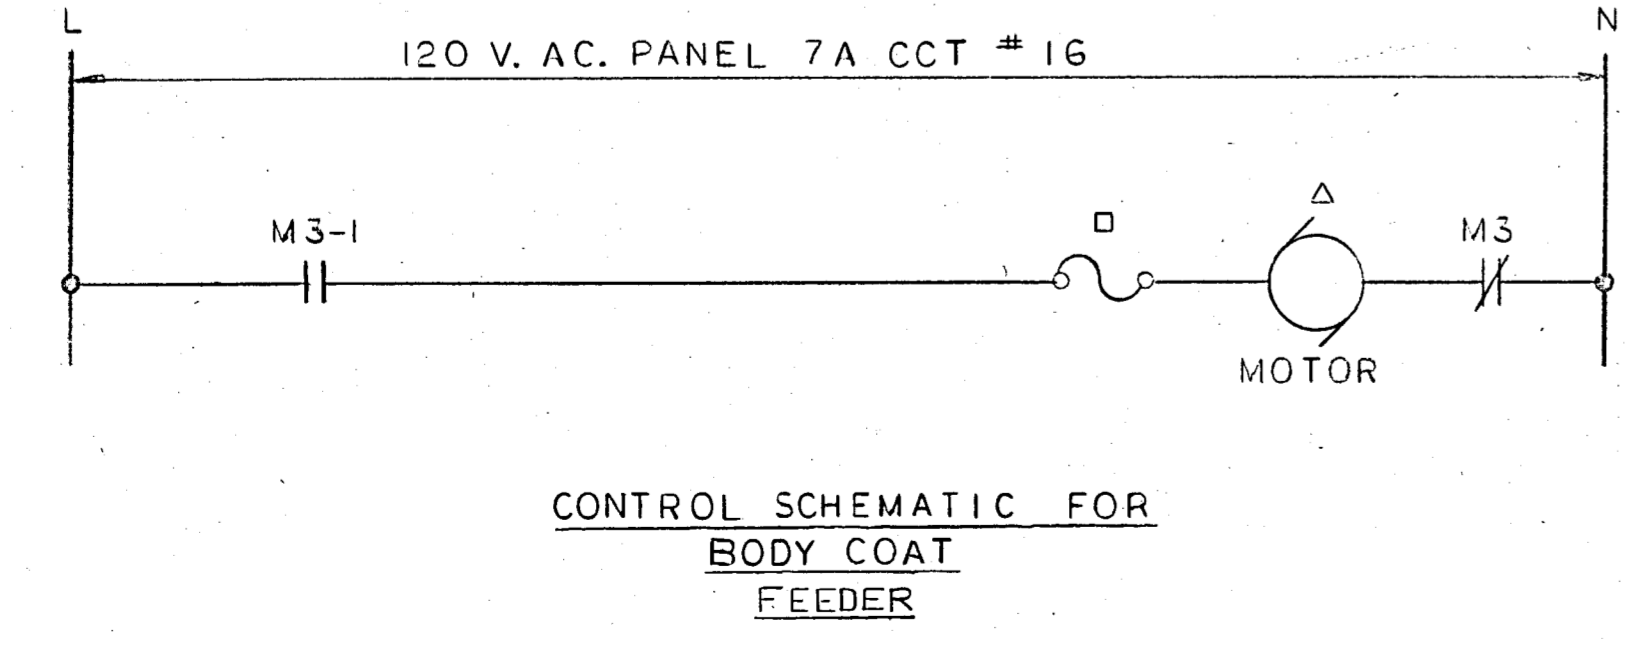 L
N
120 V. AC. PANEL 7A CCT # 16
M3-1
M3
MOTOR
CONTROL SCHEMATIC FOR
BODY COAT
FEEDER